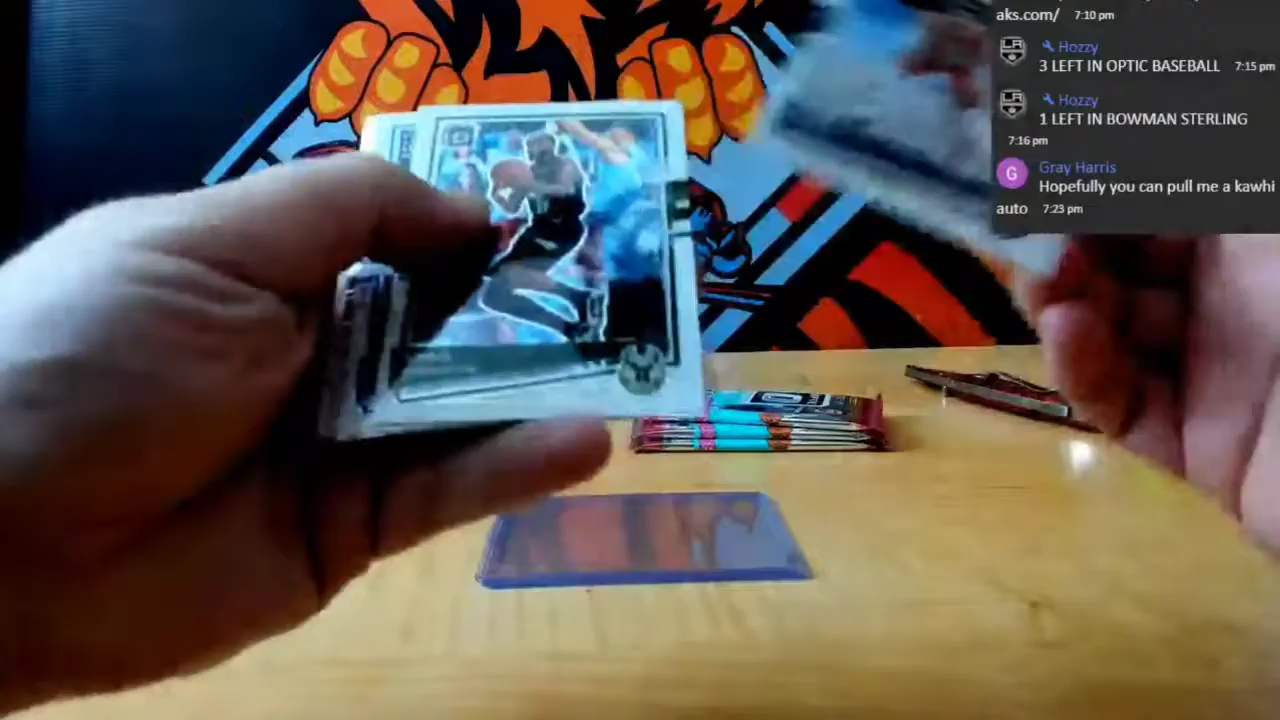 aks.com/ 7:10 pm
Hozzy
3 LEFT IN OPTIC BASEBALL 7:15 pm
Hozzy
1 LEFT IN BOWMAN STERLING
7:16 pm
G Gray Harris
Hopefully you can pull me a kawhi
auto 7:23 pm